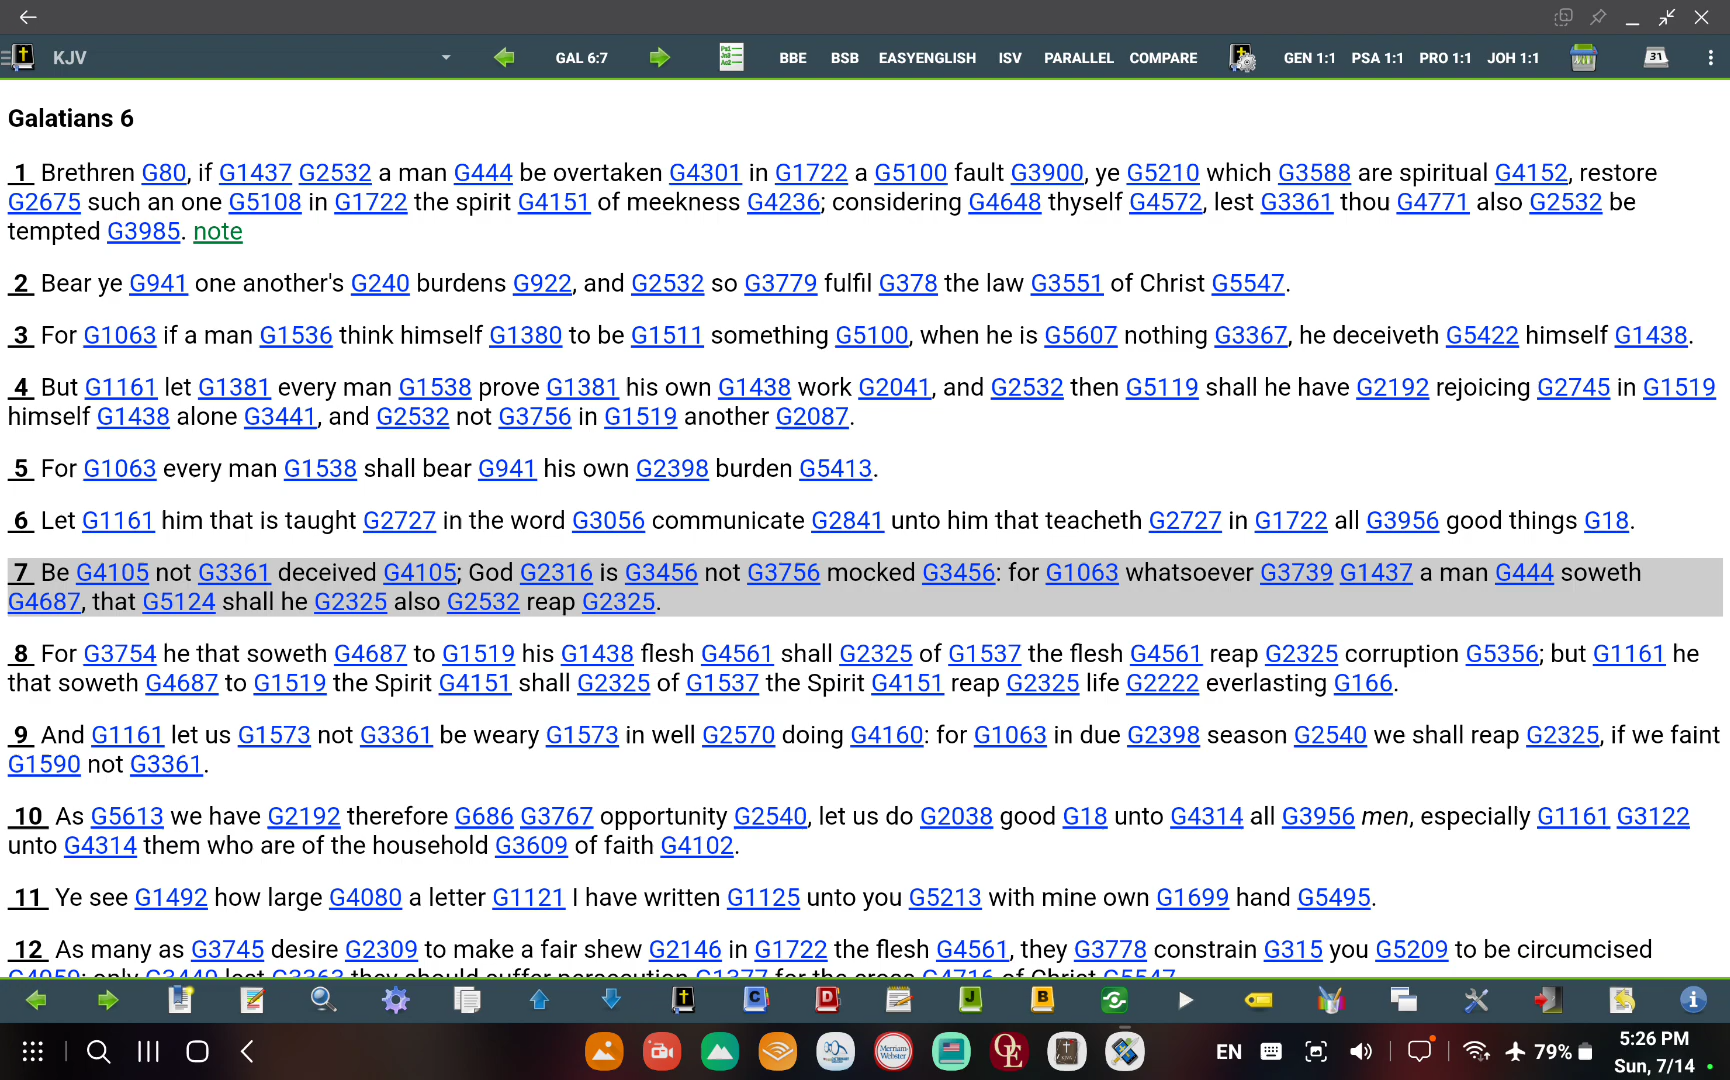 KJV GAL 6:7 BBE BSB EASYENGLISH ISV PARALLEL COMPARE GEN 1:1 PSA 1:1 PRO 1:1 JOH 1:1 31
Galatians 6
1 Brethren G80, if G1437 G2532 a man G444 be overtaken G4301 in G1722 a G5100 fault G3900, ye G5210 which G3588 are spiritual G4152, restore
G2675 such an one G5108 in G1722 the spirit G4151 of meekness G4236; considering G4648 thyself G4572, lest G3361 thou G4771 also G2532 be
tempted G3985. note
2 Bear ye G941 one another's G240 burdens G922, and G2532 so G3779 fulfil G378 the law G3551 of Christ G5547.
3 For G1063 if a man G1536 think himself G1380 to be G1511 something G5100, when he is G5607 nothing G3367, he deceiveth G5422 himself G1438.
4 But G1161 let G1381 every man G1538 prove G1381 his own G1438 work G2041, and G2532 then G5119 shall he have G2192 rejoicing G2745 in G1519
himself G1438 alone G3441, and G2532 not G3756 in G1519 another G2087.
5 For G1063 every man G1538 shall bear G941 his own G2398 burden G5413.
6 Let G1161 him that is taught G2727 in the word G3056 communicate G2841 unto him that teacheth G2727 in G1722 all G3956 good things G18.
7 Be G4105 not G3361 deceived G4105; God G2316 is G3456 not G3756 mocked G3456: for G1063 whatsoever G3739 G1437 a man G444 soweth
G4687, that G5124 shall he G2325 also G2532 reap G2325.
8 For G3754 he that soweth G4687 to G1519 his G1438 flesh G4561 shall G2325 of G1537 the flesh G4561 reap G2325 corruption G5356; but G1161 he
that soweth G4687 to G1519 the Spirit G4151 shall G2325 of G1537 the Spirit G4151 reap G2325 life G2222 everlasting G166.
9 And G1161 let us G1573 not G3361 be weary G1573 in well G2570 doing G4160: for G1063 in due G2398 season G2540 we shall reap G2325, if we faint
G1590 not G3361.
10 As G5613 we have G2192 therefore G686 G3767 opportunity G2540, let us do G2038 good G18 unto G4314 all G3956 men, especially G1161 G3122
unto G4314 them who are of the household G3609 of faith G4102.
11 Ye see G1492 how large G4080 a letter G1121 I have written G1125 unto you G5213 with mine own G1699 hand G5495.
12 As many as G3745 desire G2309 to make a fair shew G2146 in G1722 the flesh G4561, they G3778 constrain G315 you G5209 to be circumcised
G4059: only G3440 lest G3363 they should suffer persecution G1377 for the cross G4716 of Christ G5547.
C D J B
Merriam-Webster OE EN 79% 5:26 PM
Sun, 7/14